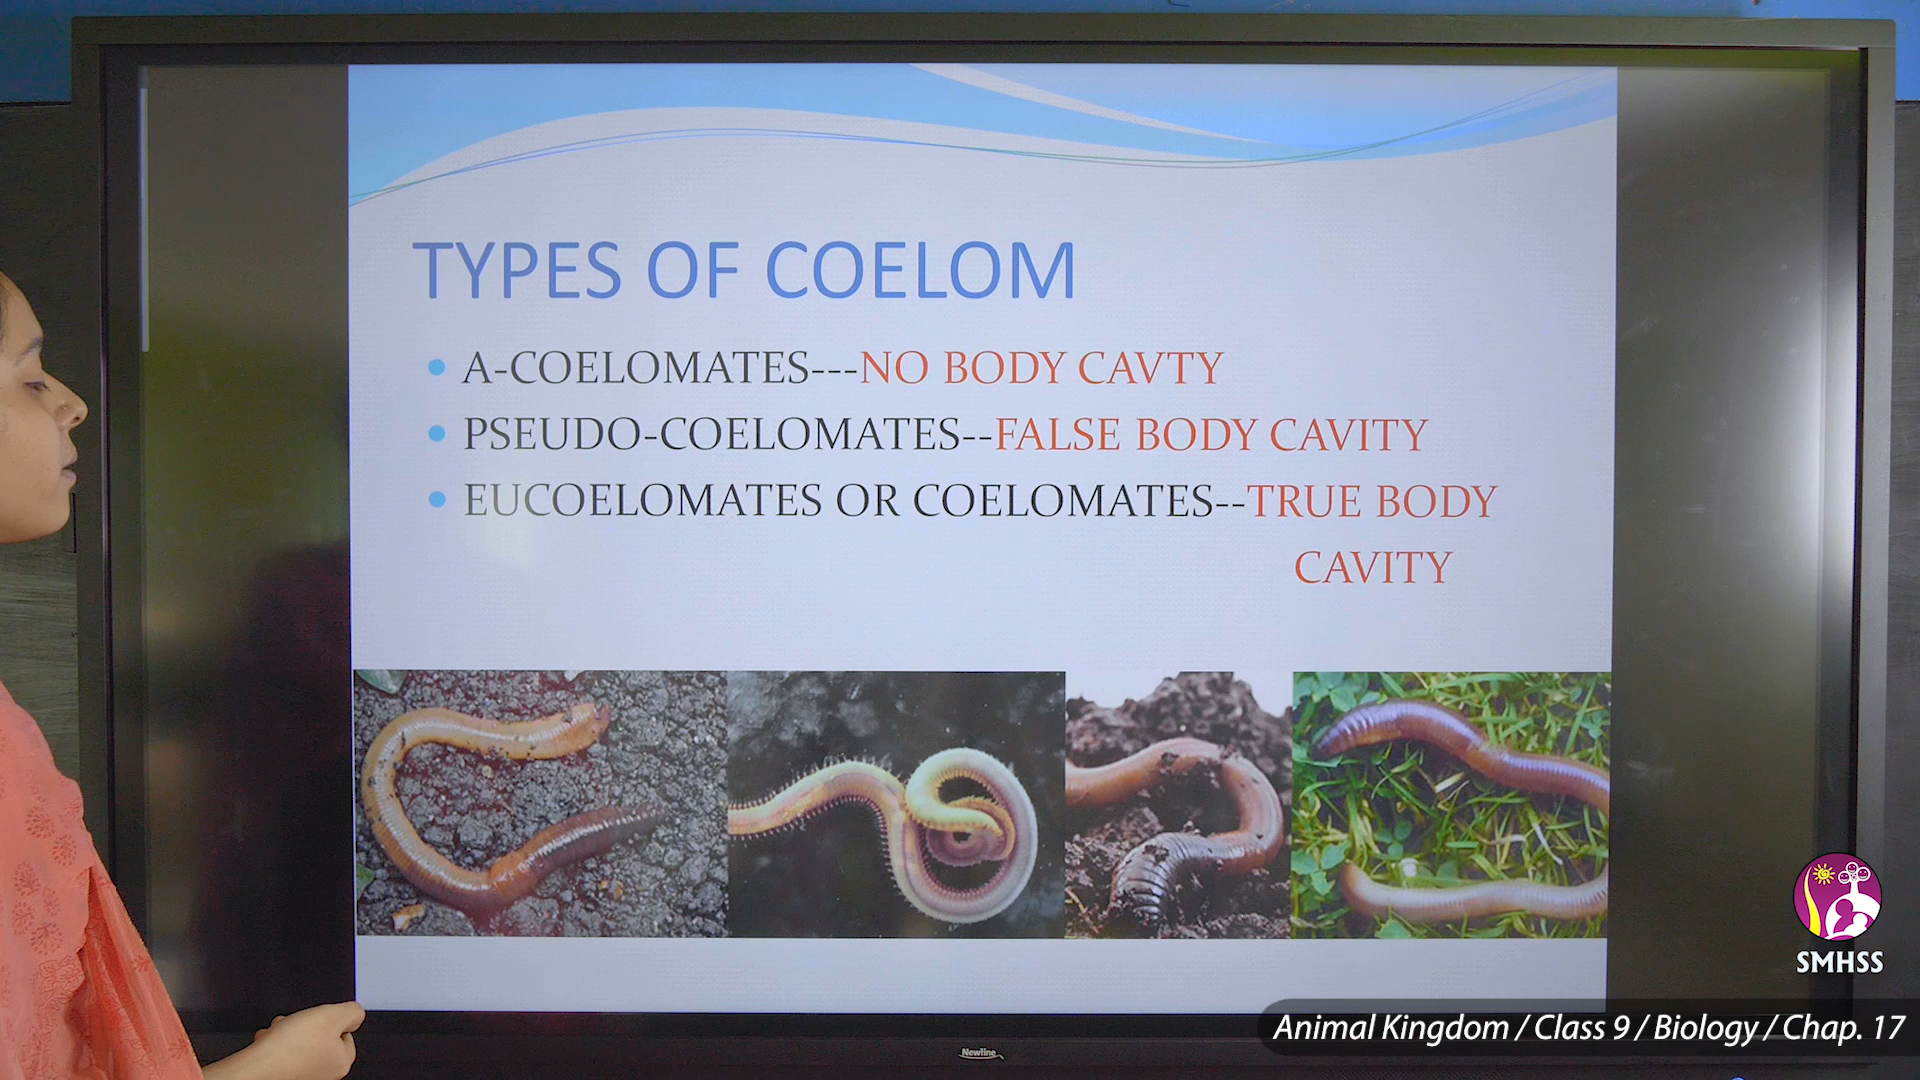 TYPES OF COELOM
A-COELOMATES---NO BODY CAVTY
PSEUDO-COELOMATES--FALSE BODY CAVITY
EUCOELOMATES OR COELOMATES--TRUE BODY
CAVITY
SMHSS
Animal Kingdom / Class 9 / Biology / Chap. 17
Newline